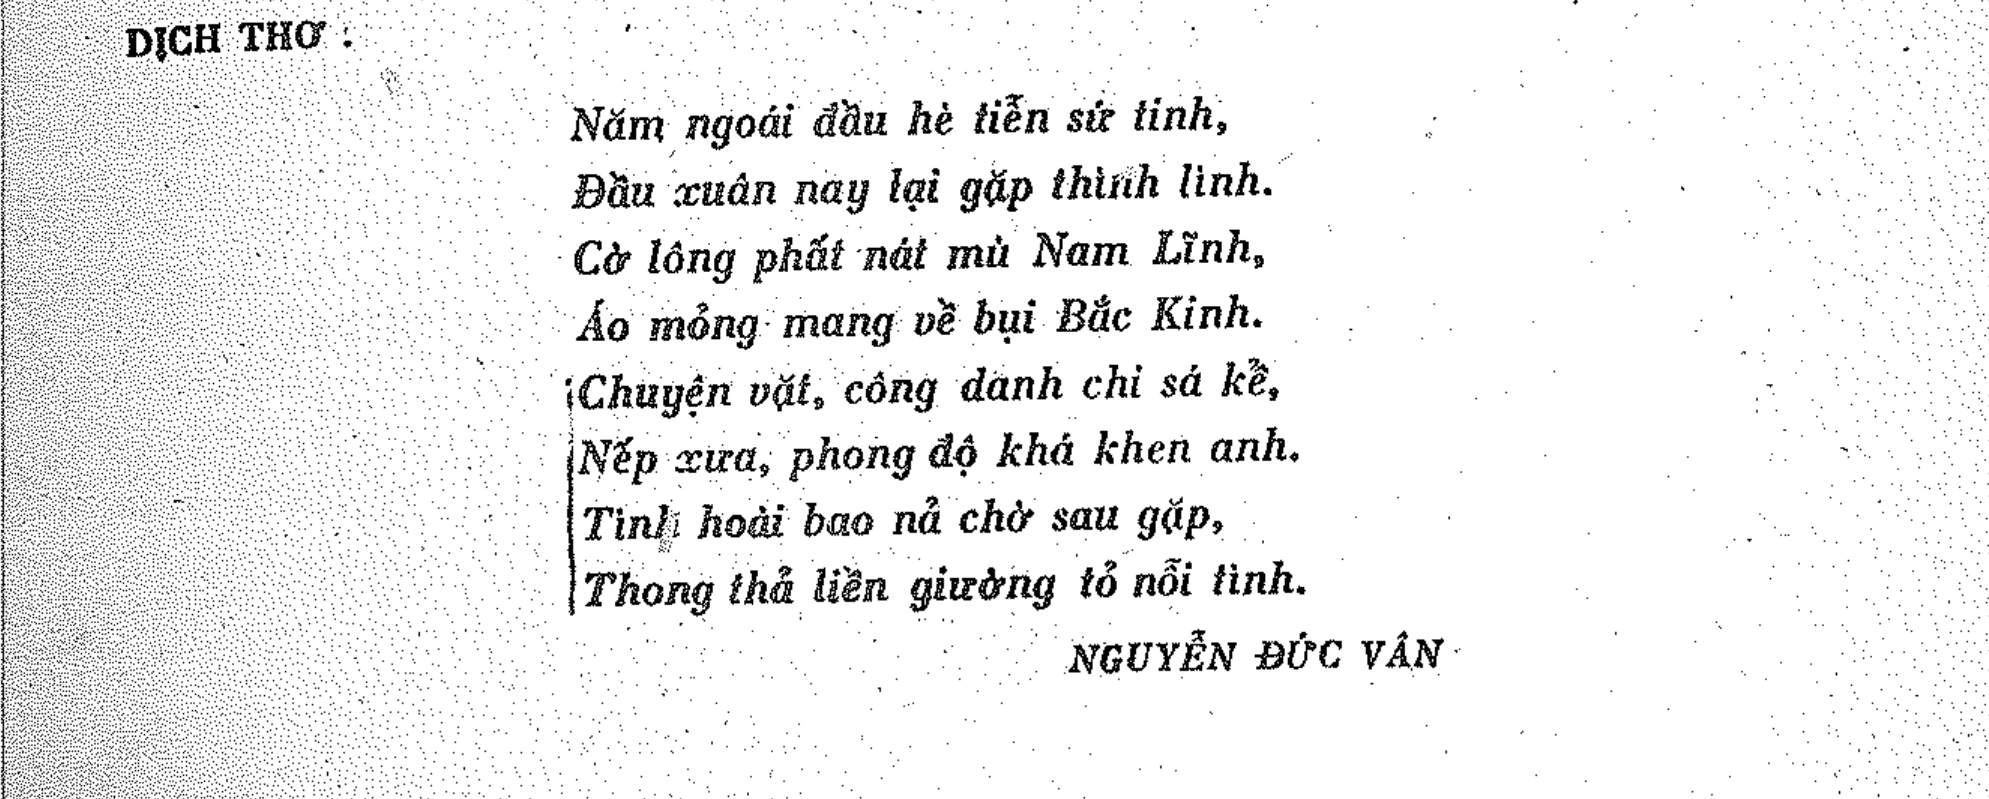 DỊCH THƠ :
Năm ngoái đầu hè tiễn sứ tinh,
Đầu xuân nay lại gặp thình lình.
Cờ lông phất nát mù Nam Lĩnh,
Áo mỏng mang về bụi Bắc Kinh.
Chuyện vặt, công danh chi sá kể,
Nếp xưa, phong độ khá khen anh.
Tình hoài bao nả chờ sau gặp,
Thong thả liền giường tỏ nỗi tình.
NGUYỄN ĐỨC VÂN